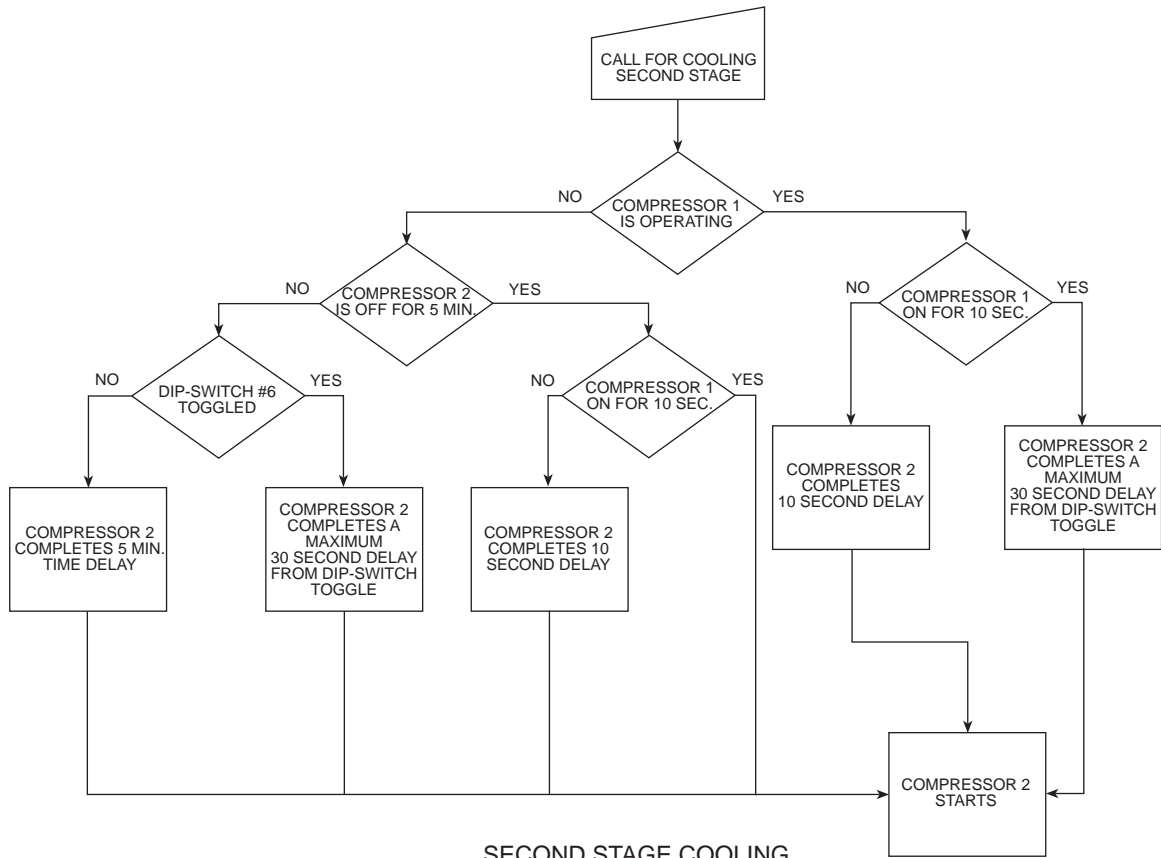 CALL FOR COOLING
SECOND STAGE
NO
YES
COMPRESSOR 1
IS OPERATING
NO
YES
COMPRESSOR 2
IS OFF FOR 5 MIN.
NO
YES
COMPRESSOR 1
ON FOR 10 SEC.
NO
YES
DIP-SWITCH #6
TOGGLED
NO
YES
COMPRESSOR 1
ON FOR 10 SEC.
COMPRESSOR 2
COMPLETES 5 MIN.
TIME DELAY
COMPRESSOR 2
COMPLETES A
MAXIMUM
30 SECOND DELAY
FROM DIP-SWITCH
TOGGLE
COMPRESSOR 2
COMPLETES 10
SECOND DELAY
COMPRESSOR 2
COMPLETES
10 SECOND DELAY
COMPRESSOR 2
COMPLETES A
MAXIMUM
30 SECOND DELAY
FROM DIP-SWITCH
TOGGLE
COMPRESSOR 2
STARTS
SECOND STAGE COOLING